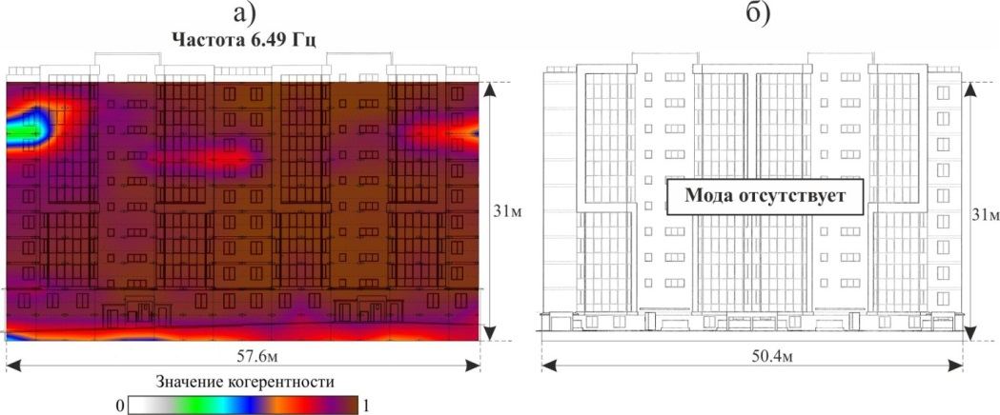 а)
Частота 6.49 Гц
б)
Мода отсутствует
31м
31м
57.6м
50.4м
Значение когерентности
0
1